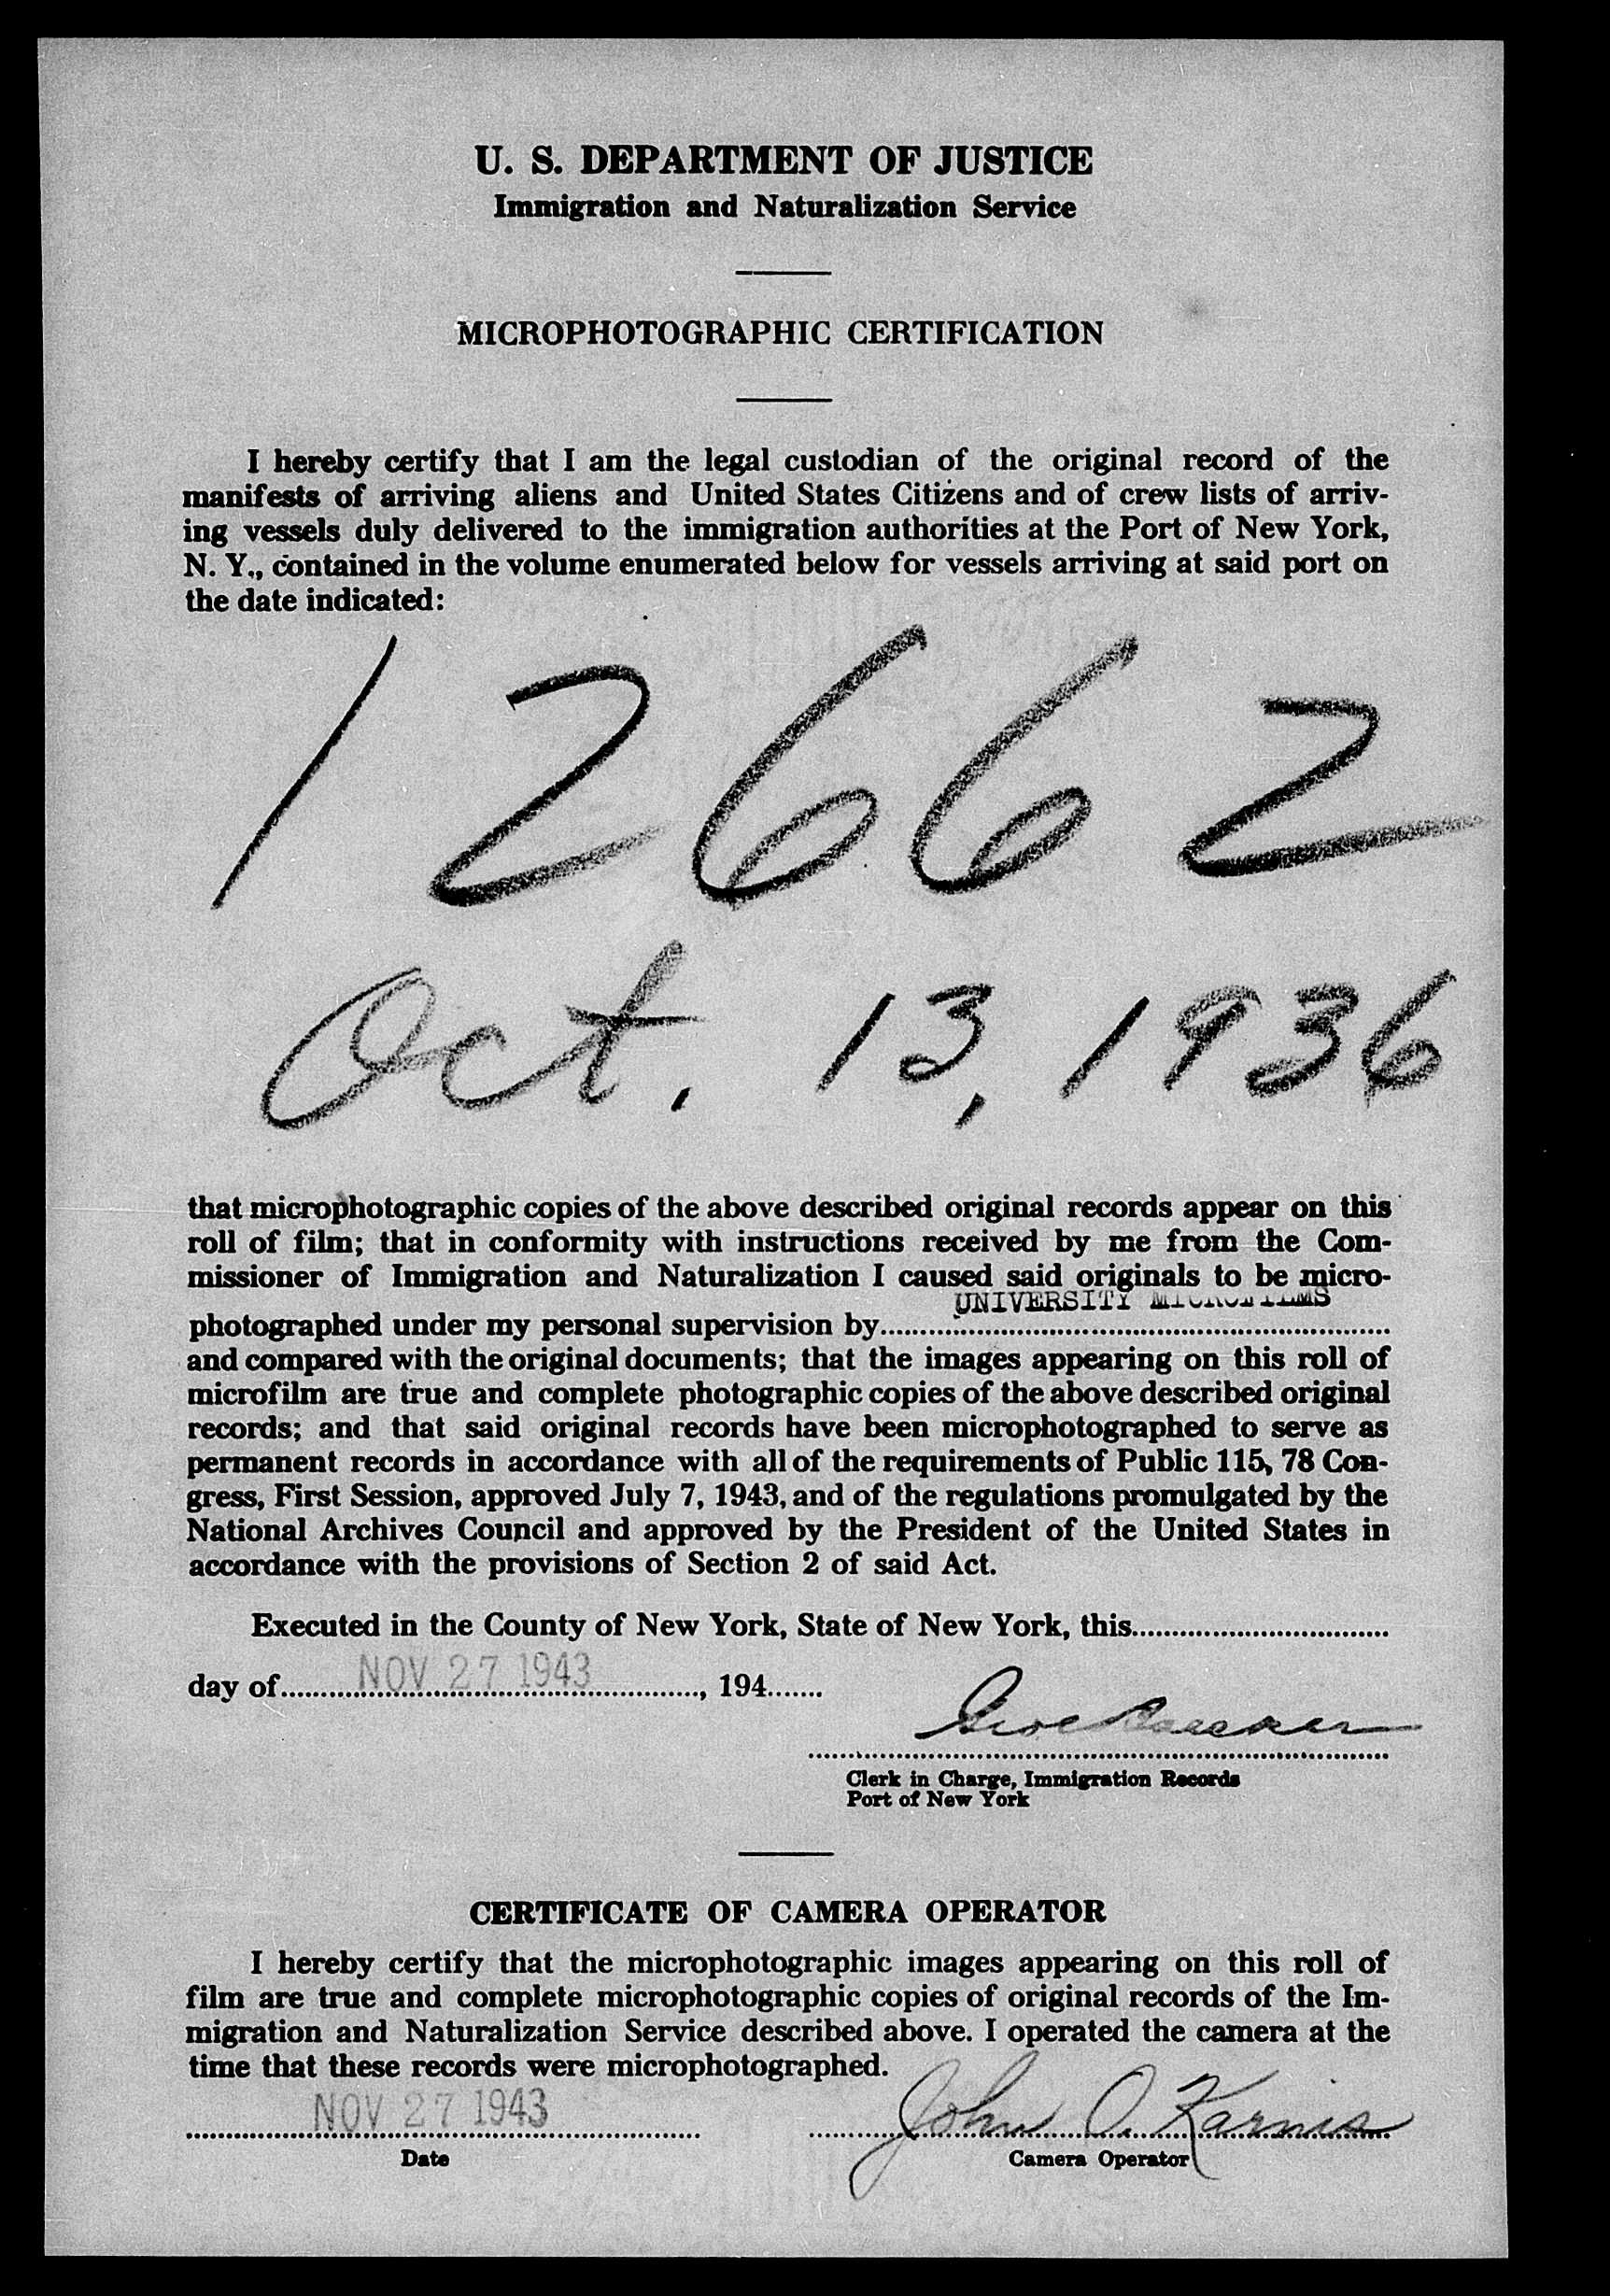 U. S. DEPARTMENT OF JUSTICE
Immigration and Naturalization Service
MICROPHOTOGRAPHIC CERTIFICATION
I hereby certify that I am the legal custodian of the original record of the
manifests of arriving aliens and United States Citizens and of crew lists of arriv-
ing vessels duly delivered to the immigration authorities at the Port of New York,
N. Y., contained in the volume enumerated below for vessels arriving at said port on
the date indicated:
12662
Oct. 13, 1936
that microphotographic copies of the above described original records appear on this
roll of film; that in conformity with instructions received by me from the Com-
missioner of Immigration and Naturalization I caused said originals to be micro-
UNIVERSITY MICROFILMS
photographed under my personal supervision by
and compared with the original documents; that the images appearing on this roll of
microfilm are true and complete photographic copies of the above described original
records; and that said original records have been microphotographed to serve as
permanent records in accordance with all of the requirements of Public 115, 78 Con-
gress, First Session, approved July 7, 1943, and of the regulations promulgated by the
National Archives Council and approved by the President of the United States in
accordance with the provisions of Section 2 of said Act.
Executed in the County of New York, State of New York, this
day of NOV 27 1943, 194
Clerk in Charge, Immigration Records
Port of New York
CERTIFICATE OF CAMERA OPERATOR
I hereby certify that the microphotographic images appearing on this roll of
film are true and complete microphotographic copies of original records of the Im-
migration and Naturalization Service described above. I operated the camera at the
time that these records were microphotographed.
NOV 27 1943 John O. Karnis
Date Camera Operator